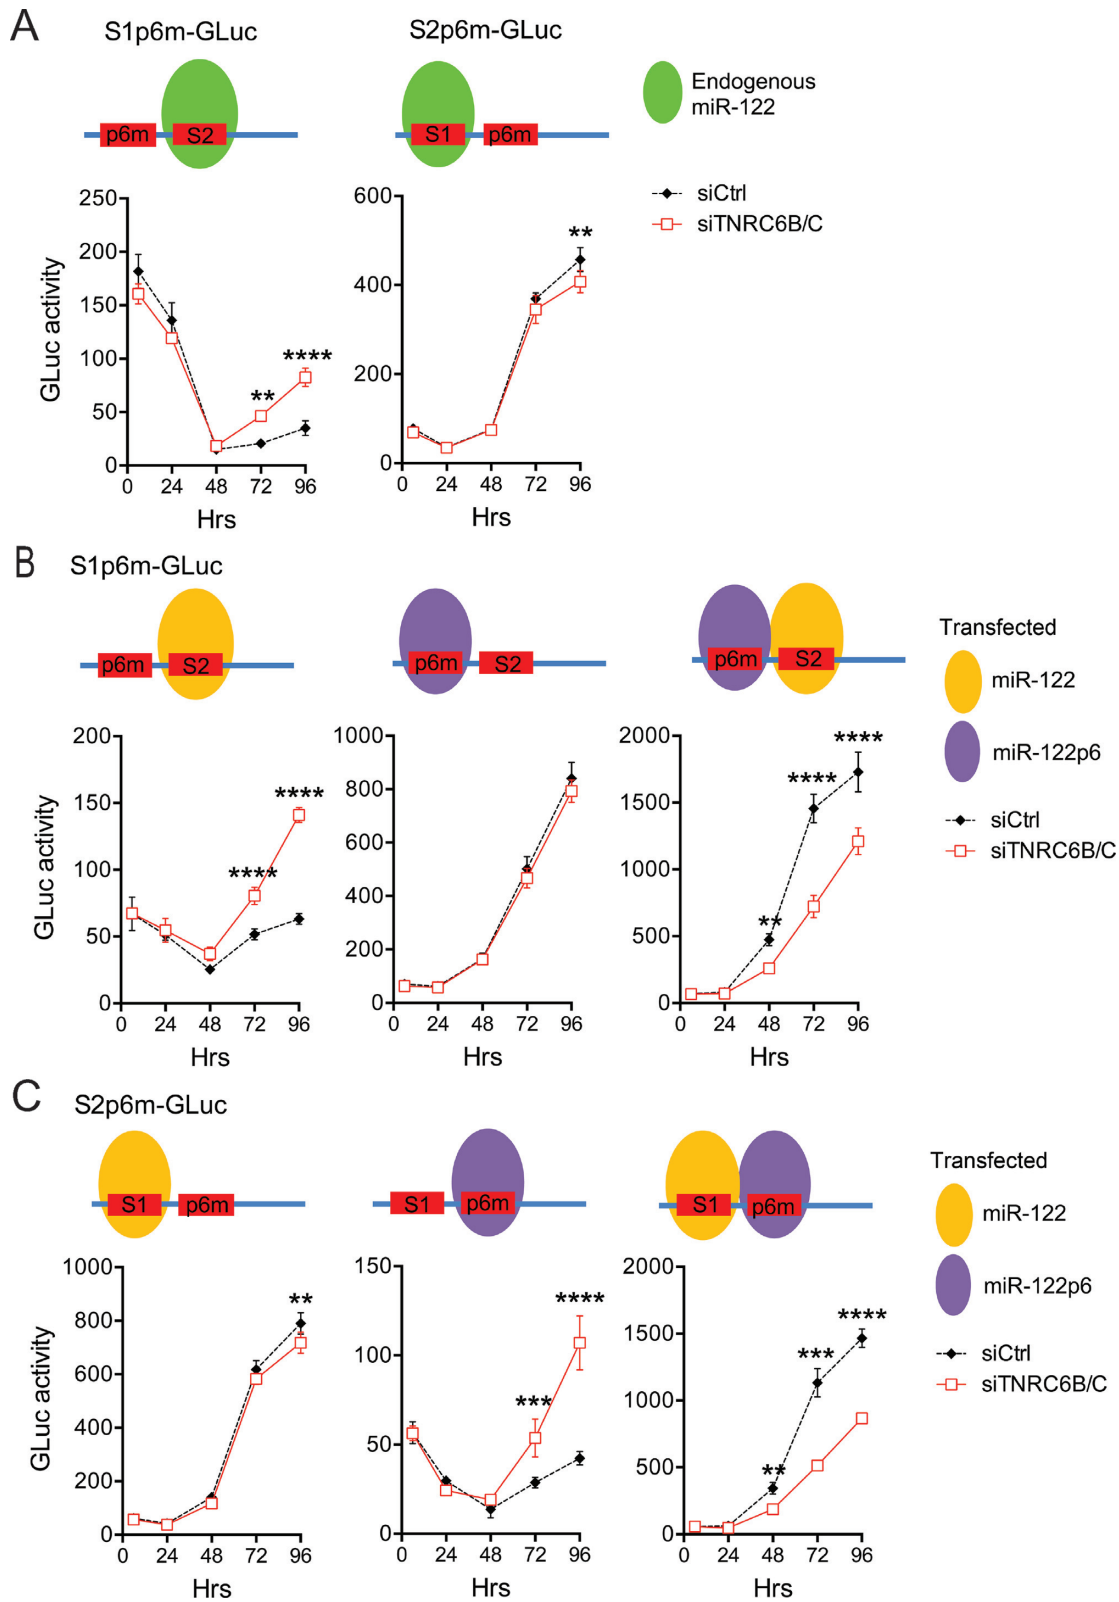 A
S1p6m-GLuc
S2p6m-GLuc
Endogenous
miR-122
p6m
S2
S1
p6m
siCtrl
siTNRC6B/C
GLuc activity
250
200
150
100
50
0
****
**
0 24 48 72 96
Hrs
600
400
200
0
**
0 24 48 72 96
Hrs
B
S1p6m-GLuc
p6m
S2
p6m
S2
p6m
S2
Transfected
miR-122
miR-122p6
siCtrl
siTNRC6B/C
GLuc activity
200
150
100
50
0
****
****
0 24 48 72 96
Hrs
1000
800
600
400
200
0
0 24 48 72 96
Hrs
2000
1500
1000
500
0
****
****
**
0 24 48 72 96
Hrs
C
S2p6m-GLuc
S1
p6m
S1
p6m
S1
p6m
Transfected
miR-122
miR-122p6
siCtrl
siTNRC6B/C
GLuc activity
1000
800
600
400
200
0
**
0 24 48 72 96
Hrs
150
100
50
0
****
***
0 24 48 72 96
Hrs
2000
1500
1000
500
0
****
***
**
0 24 48 72 96
Hrs